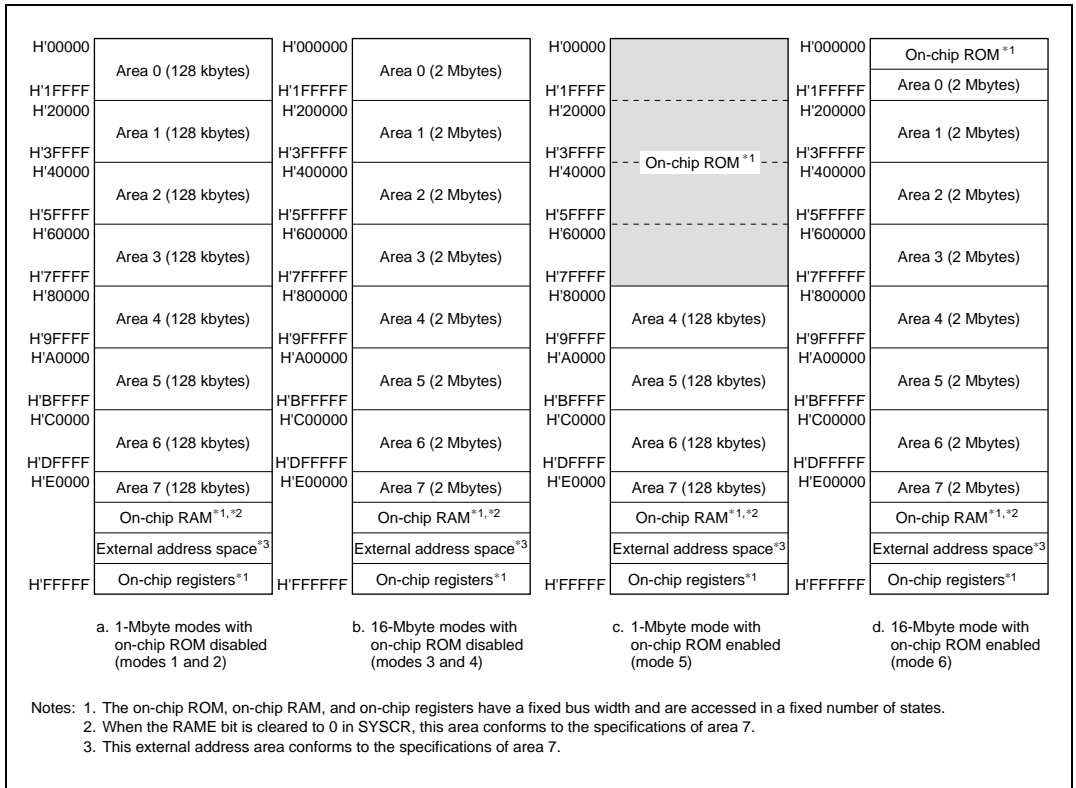 H'00000
Area 0 (128 kbytes)
H'1FFFF
H'20000
Area 1 (128 kbytes)
H'3FFFF
H'40000
Area 2 (128 kbytes)
H'5FFFF
H'60000
Area 3 (128 kbytes)
H'7FFFF
H'80000
Area 4 (128 kbytes)
H'9FFFF
H'A0000
Area 5 (128 kbytes)
H'BFFFF
H'C0000
Area 6 (128 kbytes)
H'DFFFF
H'E0000
Area 7 (128 kbytes)
On-chip RAM*1,*2
External address space*3
On-chip registers*1
H'FFFFF
a. 1-Mbyte modes with
on-chip ROM disabled
(modes 1 and 2)
H'000000
Area 0 (2 Mbytes)
H'1FFFFF
H'200000
Area 1 (2 Mbytes)
H'3FFFFF
H'400000
Area 2 (2 Mbytes)
H'5FFFFF
H'600000
Area 3 (2 Mbytes)
H'7FFFFF
H'800000
Area 4 (2 Mbytes)
H'9FFFFF
H'A00000
Area 5 (2 Mbytes)
H'BFFFFF
H'C00000
Area 6 (2 Mbytes)
H'DFFFFF
H'E00000
Area 7 (2 Mbytes)
On-chip RAM*1,*2
External address space*3
On-chip registers*1
H'FFFFFF
b. 16-Mbyte modes with
on-chip ROM disabled
(modes 3 and 4)
H'00000
H'1FFFF
H'20000
H'3FFFF
On-chip ROM*1
H'40000
H'5FFFF
H'60000
H'7FFFF
H'80000
Area 4 (128 kbytes)
H'9FFFF
H'A0000
Area 5 (128 kbytes)
H'BFFFF
H'C0000
Area 6 (128 kbytes)
H'DFFFF
H'E0000
Area 7 (128 kbytes)
On-chip RAM*1,*2
External address space*3
On-chip registers*1
H'FFFFF
c. 1-Mbyte mode with
on-chip ROM enabled
(mode 5)
H'000000
On-chip ROM*1
Area 0 (2 Mbytes)
H'1FFFFF
H'200000
Area 1 (2 Mbytes)
H'3FFFFF
H'400000
Area 2 (2 Mbytes)
H'5FFFFF
H'600000
Area 3 (2 Mbytes)
H'7FFFFF
H'800000
Area 4 (2 Mbytes)
H'9FFFFF
H'A00000
Area 5 (2 Mbytes)
H'BFFFFF
H'C00000
Area 6 (2 Mbytes)
H'DFFFFF
H'E00000
Area 7 (2 Mbytes)
On-chip RAM*1,*2
External address space*3
On-chip registers*1
H'FFFFFF
d. 16-Mbyte mode with
on-chip ROM enabled
(mode 6)
Notes: 1. The on-chip ROM, on-chip RAM, and on-chip registers have a fixed bus width and are accessed in a fixed number of states.
2. When the RAME bit is cleared to 0 in SYSCR, this area conforms to the specifications of area 7.
3. This external address area conforms to the specifications of area 7.